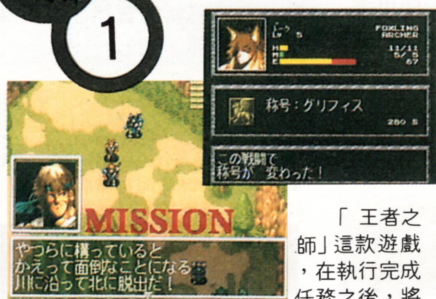 1
レーク
Lv 5
FOXLING
ARCHER
H 11/11
M 5/ 5
E 67
称号：グリフィス
280 S
この戦闘で
称号が 変わった！
MISSION
やつらに構っていると
かえって面倒なことになる
川に沿って北に脱出だ！
「王者之
師」這款遊戲
，在執行完成
任務之後，將